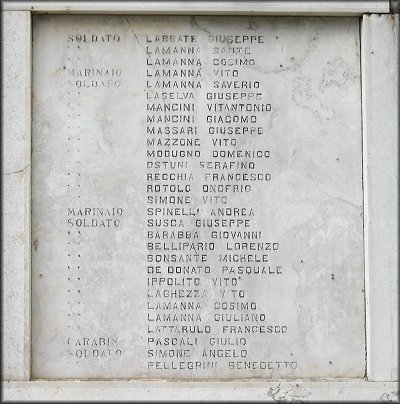 SOLDATO LABBATE GIUSEPPE
'' LAMANNA SANTE
'' LAMANNA COSIMO
MARINAIO LAMANNA VITO
SOLDATO LAMANNA SAVERIO
'' LASELVA GIUSEPPE
'' MANCINI VITANTONIO
'' MANCINI GIACOMO
'' MASSARI GIUSEPPE
'' MAZZONE VITO
'' MODUGNO DOMENICO
'' OSTUNI SERAFINO
'' RECCHIA FRANCESCO
'' ROTOLO ONOFRIO
'' SIMONE VITO
MARINAIO SPINELLI ANDREA
SOLDATO SUSCA GIUSEPPE
'' BARABBA GIOVANNI
'' BELLIPARIO LORENZO
'' BONSANTE MICHELE
'' DE DONATO PASQUALE
'' IPPOLITO VITO
'' LAGHEZZA VITO
'' LAMANNA COSIMO
'' LAMANNA GIULIANO
'' LATTARULO FRANCESCO
CARABIN. PASCALI GIULIO
SOLDATO SIMONE ANGELO
'' PELLEGRINI BENEDETTO